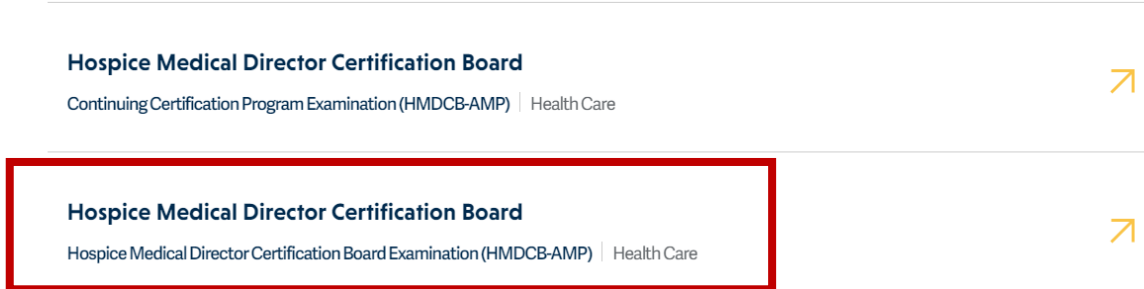 Hospice Medical Director Certification Board
Continuing Certification Program Examination (HMDCB-AMP) | Health Care
Hospice Medical Director Certification Board
Hospice Medical Director Certification Board Examination (HMDCB-AMP) | Health Care